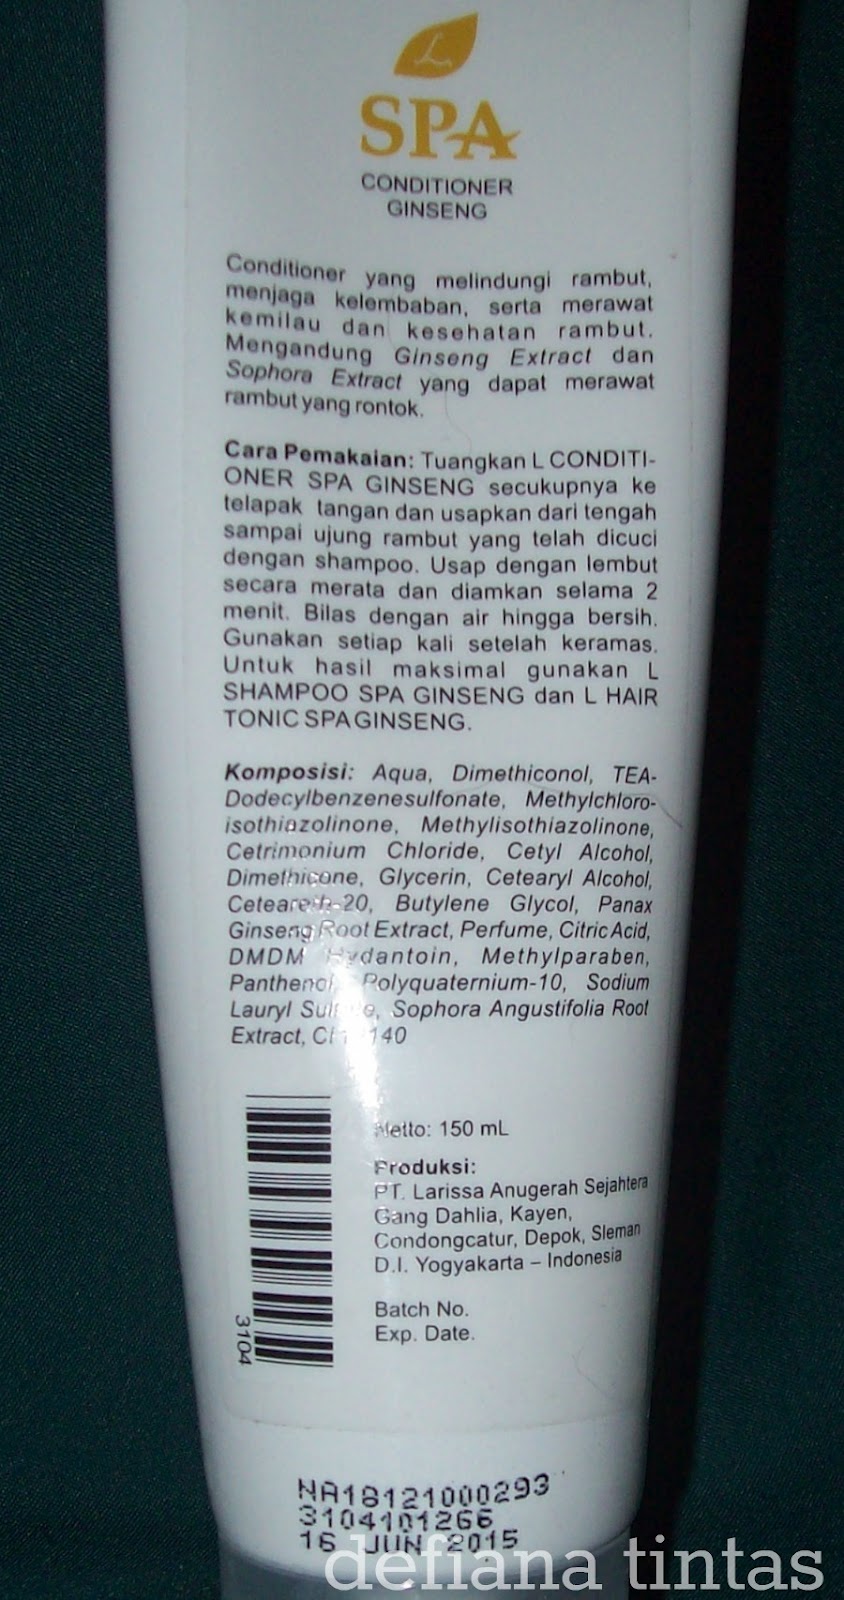 L
SPA
CONDITIONER
GINSENG
Conditioner yang melindungi rambut,
menjaga kelembaban, serta merawat
kemilau dan kesehatan rambut.
Mengandung Ginseng Extract dan
Sophora Extract yang dapat merawat
rambut yang rontok.
Cara Pemakaian: Tuangkan L CONDITI-
ONER SPA GINSENG secukupnya ke
telapak tangan dan usapkan dari tengah
sampai ujung rambut yang telah dicuci
dengan shampoo. Usap dengan lembut
secara merata dan diamkan selama 2
menit. Bilas dengan air hingga bersih.
Gunakan setiap kali setelah keramas.
Untuk hasil maksimal gunakan L
SHAMPOO SPA GINSENG dan L HAIR
TONIC SPA GINSENG.
Komposisi: Aqua, Dimethiconol, TEA-
Dodecylbenzenesulfonate, Methylchloro-
isothiazolinone, Methylisothiazolinone,
Cetrimonium Chloride, Cetyl Alcohol,
Dimethicone, Glycerin, Cetearyl Alcohol,
Ceteareth-20, Butylene Glycol, Panax
Ginseng Root Extract, Perfume, Citric Acid,
DMDM Hydantoin, Methylparaben,
Panthenol, Polyquaternium-10, Sodium
Lauryl Sophora Angustifolia Root
Extract,
Netto: 150 mL
Produksi:
PT. Larissa Anugerah Sejahtera
Gang Dahlia, Kayen,
Condongcatur, Depok, Sleman
D.I. Yogyakarta – Indonesia
Batch No.
Exp. Date.
3104
NA18121000293
3104101266
16 JUN 2015
defiana tintas